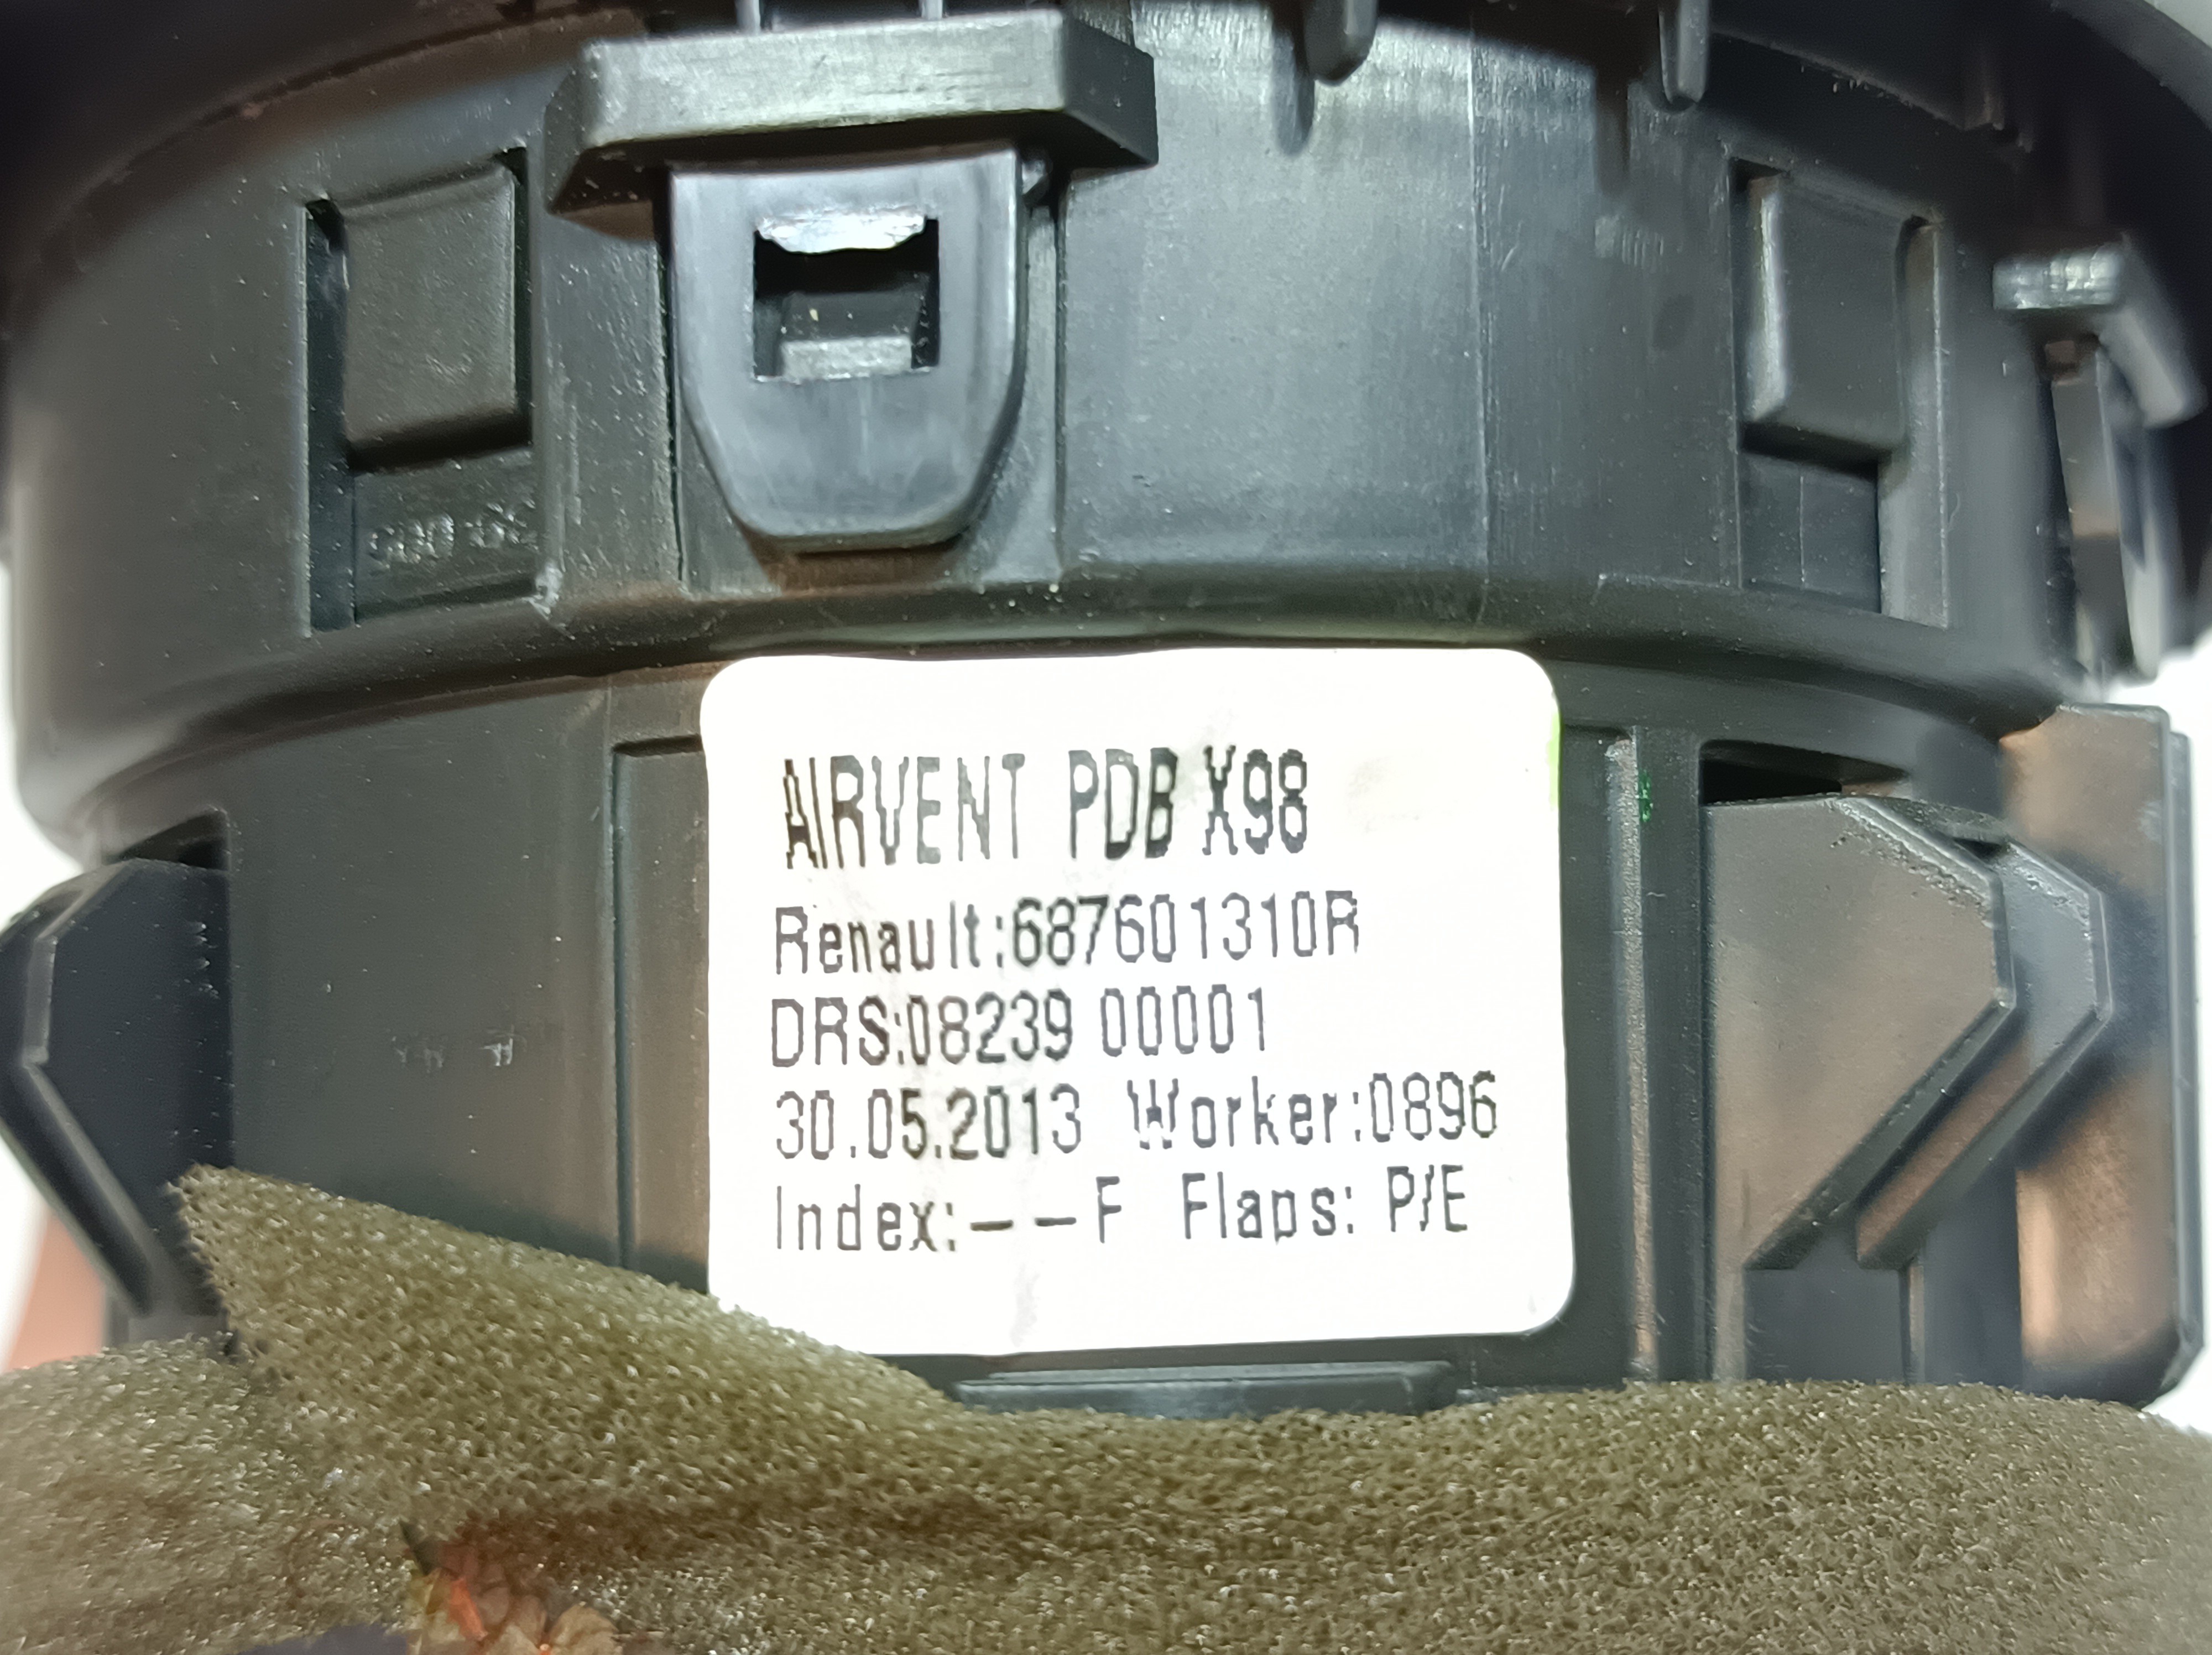 AIRVENT PDB X98
Renault:687601310R
DRS:08239 00001
30.05.2013 Worker:0896
Index:--F Flaps: P/E